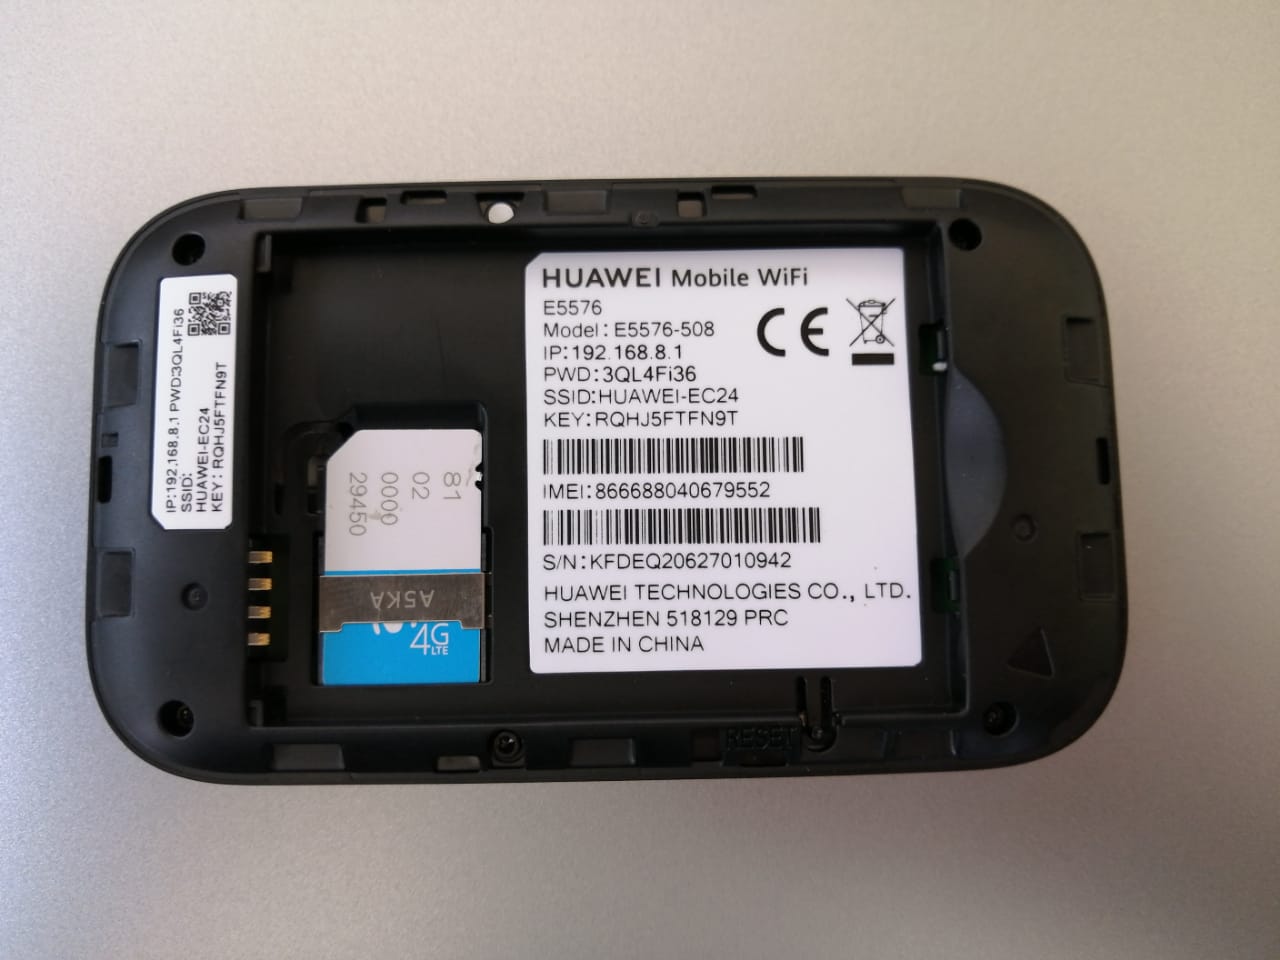 IP:192.168.8.1 PWD:3QL4Fi36
SSID:
HUAWEI-EC24
KEY: RQHJ5FTFN9T
81
02
0000
29450
A5KA
4G
LTE
HUAWEI Mobile WiFi
E5576
Model: E5576-508
IP:192.168.8.1
PWD:3QL4Fi36
SSID:HUAWEI-EC24
KEY:RQHJ5FTFN9T
CE
IMEI:866688040679552
S/N:KFDEQ20627010942
HUAWEI TECHNOLOGIES CO., LTD.
SHENZHEN 518129 PRC
MADE IN CHINA
RESET